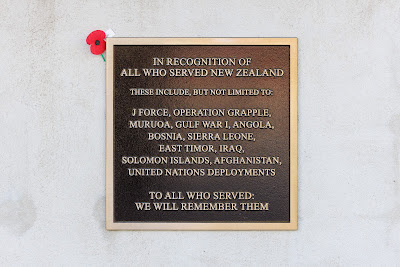 IN RECOGNITION OF
ALL WHO SERVED NEW ZEALAND
THESE INCLUDE, BUT NOT LIMITED TO:
J FORCE, OPERATION GRAPPLE,
MURUOA, GULF WAR I, ANGOLA,
BOSNIA, SIERRA LEONE,
EAST TIMOR, IRAQ,
SOLOMON ISLANDS, AFGHANISTAN,
UNITED NATIONS DEPLOYMENTS
TO ALL WHO SERVED:
WE WILL REMEMBER THEM